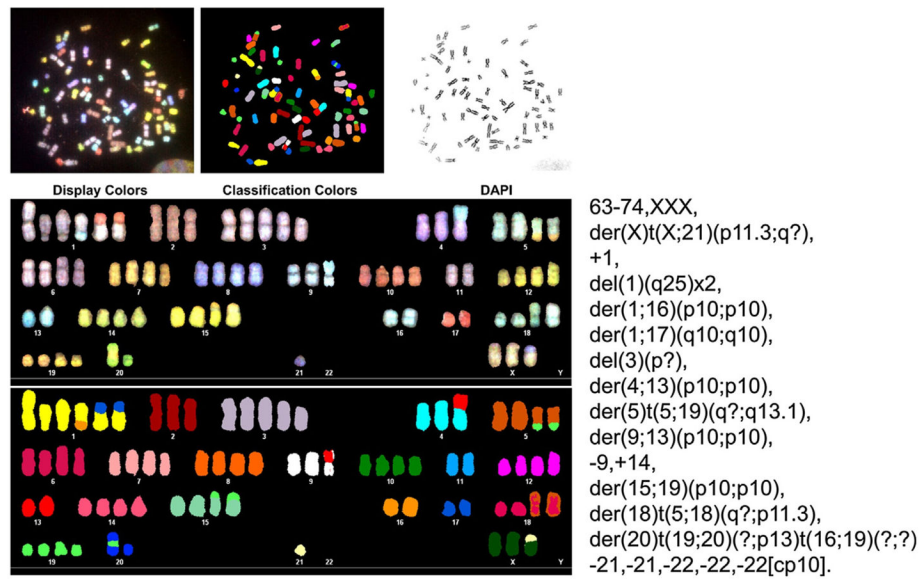 Display Colors Classification Colors DAPI
1 2 3 4 5
6 7 8 9 10 11 12
13 14 15 16 17 18
19 20 21 22 X Y
1 2 3 4 5
6 7 8 9 10 11 12
13 14 15 16 17 18
19 20 21 22 X Y
63-74,XXX,
der(X)t(X;21)(p11.3;q?),
+1,
del(1)(q25)x2,
der(1;16)(p10;p10),
der(1;17)(q10;q10),
del(3)(p?),
der(4;13)(p10;p10),
der(5)t(5;19)(q?;q13.1),
der(9;13)(p10;p10),
-9,+14,
der(15;19)(p10;p10),
der(18)t(5;18)(q?;p11.3),
der(20)t(19;20)(?;p13)t(16;19)(?;?)
-21,-21,-22,-22,-22[cp10].